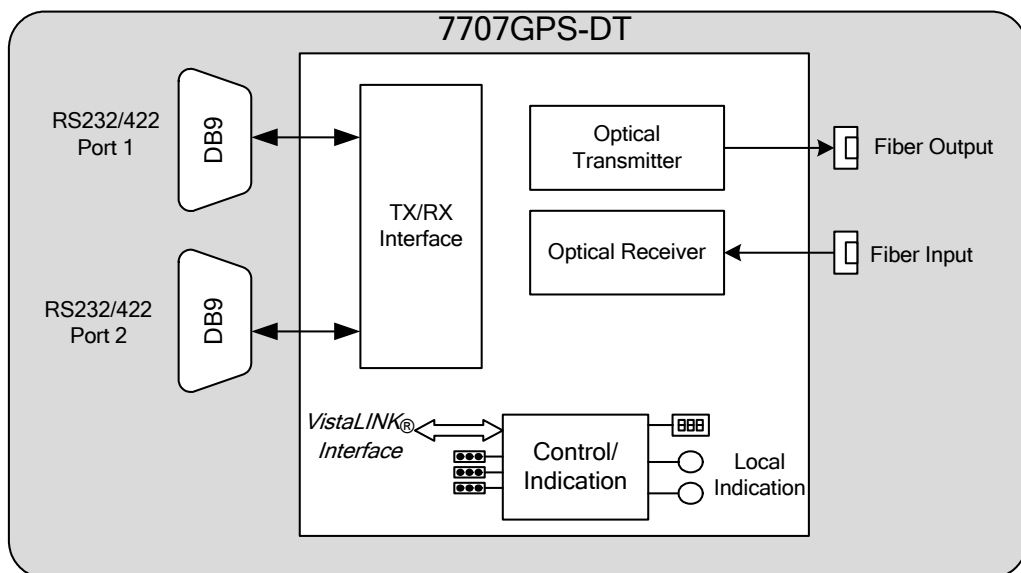 7707GPS-DT
RS232/422
Port 1
DB9
TX/RX
Interface
Optical
Transmitter
Fiber Output
Optical Receiver
Fiber Input
RS232/422
Port 2
DB9
VistaLINK®
Interface
Control/
Indication
888
Local
Indication